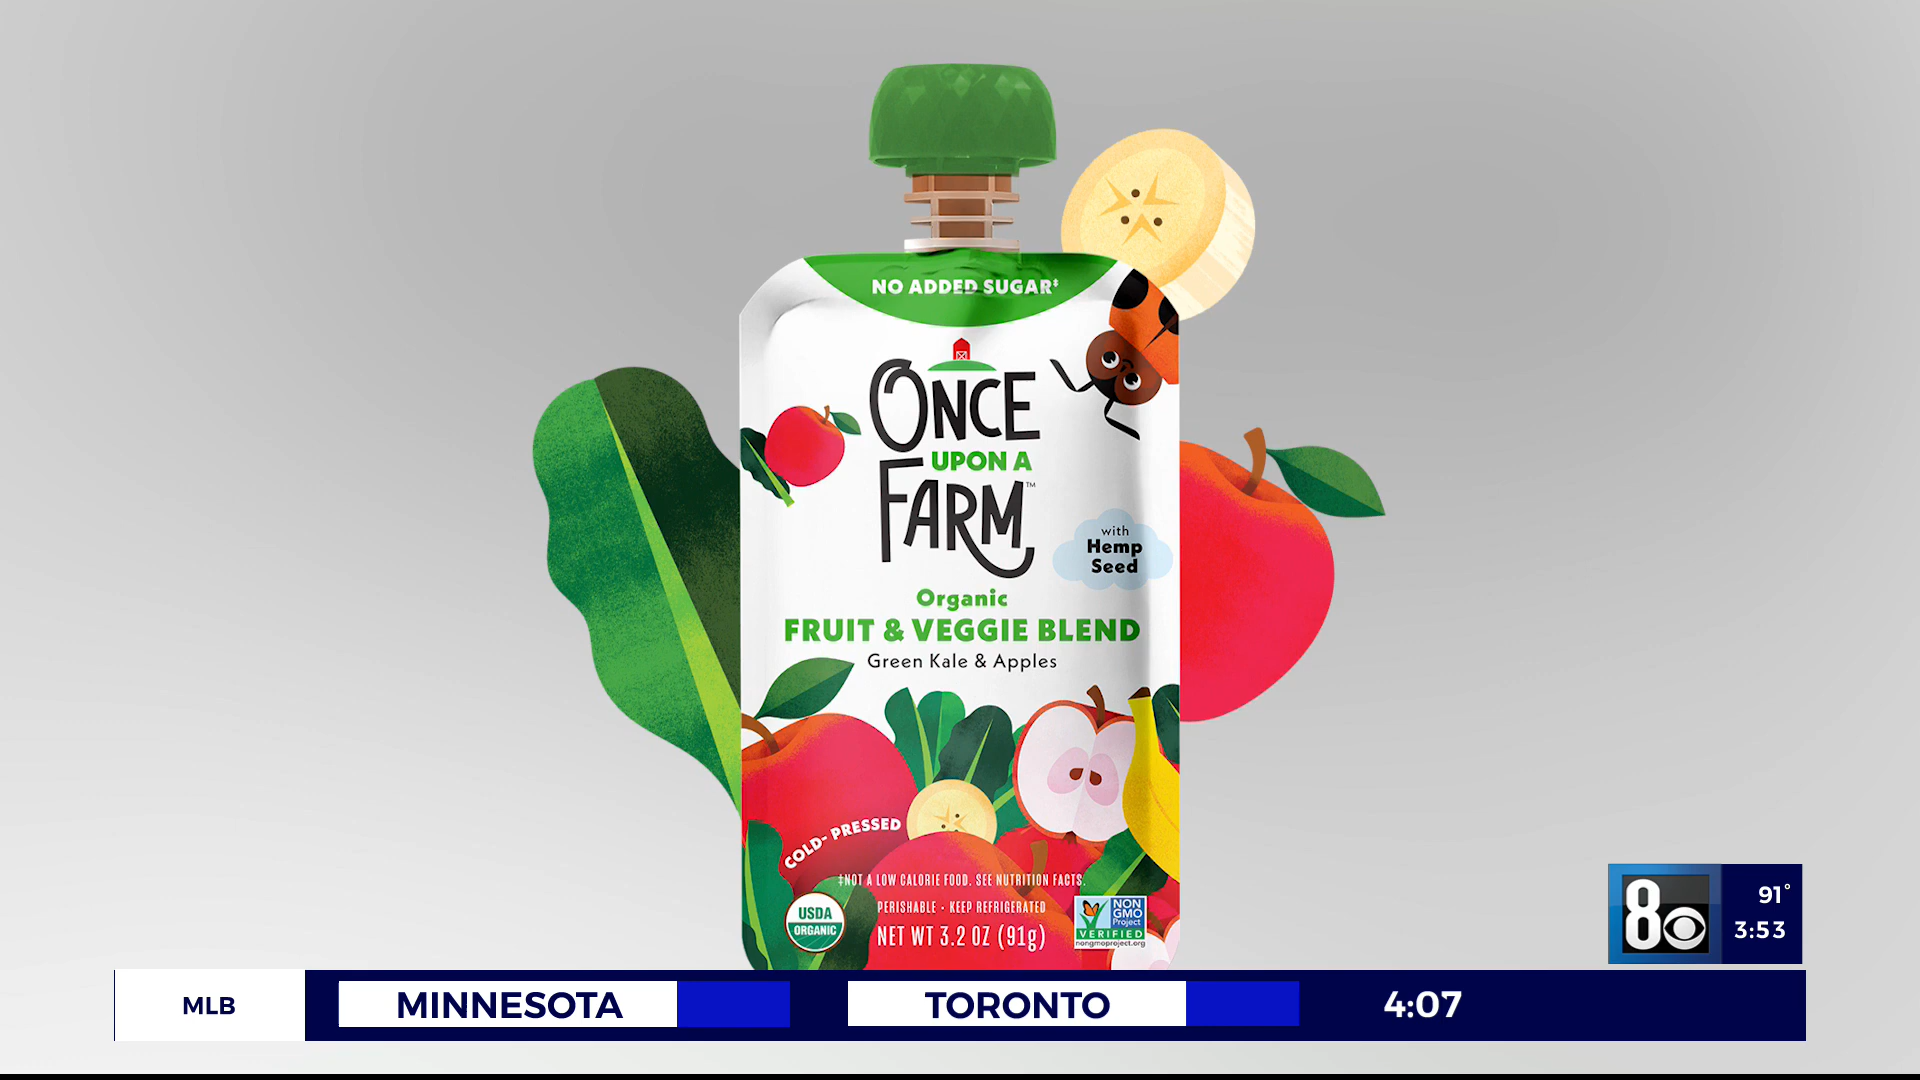 NO ADDED SUGAR‡
ONCE
UPON A
FARM™
with
Hemp
Seed
Organic
FRUIT & VEGGIE BLEND
Green Kale & Apples
COLD-PRESSED
‡NOT A LOW CALORIE FOOD. SEE NUTRITION FACTS.
PERISHABLE • KEEP REFRIGERATED
NET WT 3.2 OZ (91g)
USDA
ORGANIC
NON
GMO
Project
VERIFIED
nongmoproject.org
8
91°
3:53
MLB
MINNESOTA
TORONTO
4:07